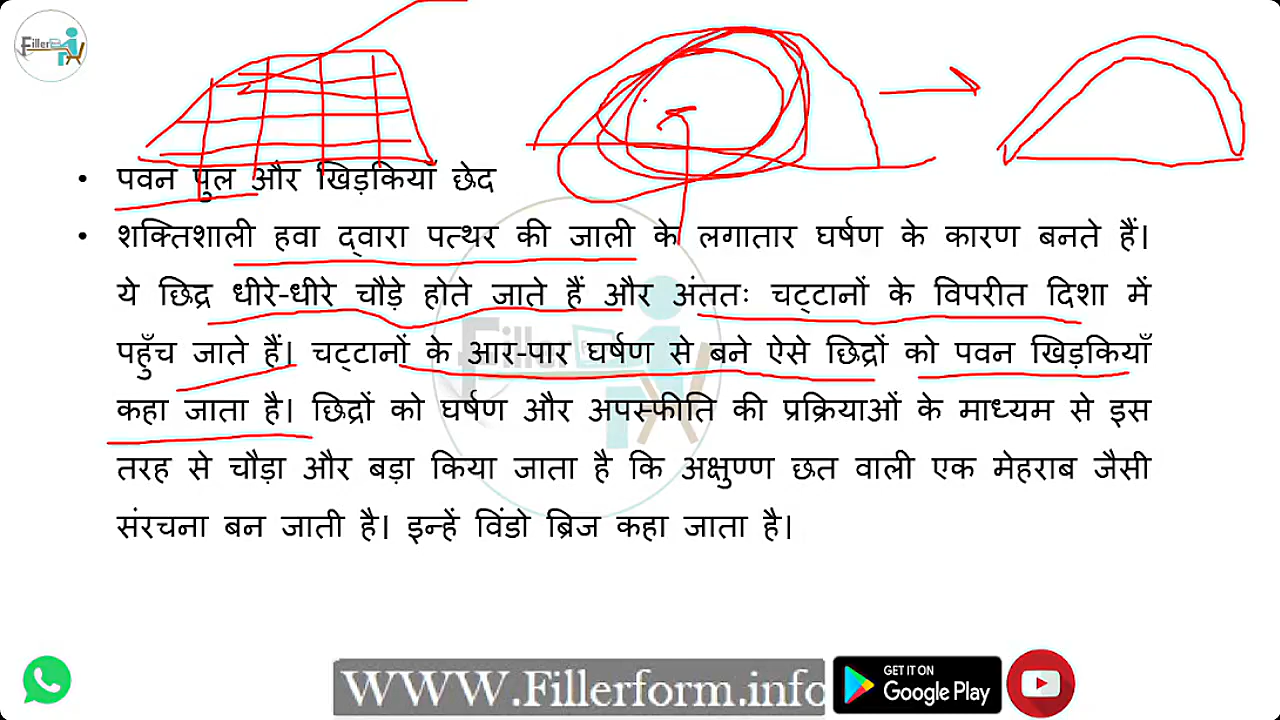 Filler
पवन पुल और खिड़कियाँ छेद
शक्तिशाली हवा द्वारा पत्थर की जाली के लगातार घर्षण के कारण बनते हैं।
ये छिद्र धीरे-धीरे चौड़े होते जाते हैं और अंततः चट्टानों के विपरीत दिशा में
पहुँच जाते हैं। चट्टानों के आर-पार घर्षण से बने ऐसे छिद्रों को पवन खिड़कियाँ
कहा जाता है। छिद्रों को घर्षण और अपस्फीति की प्रक्रियाओं के माध्यम से इस
तरह से चौड़ा और बड़ा किया जाता है कि अक्षुण्ण छत वाली एक मेहराब जैसी
संरचना बन जाती है। इन्हें विंडो ब्रिज कहा जाता है।
WWW.Fillerform.info
GET IT ON
Google Play